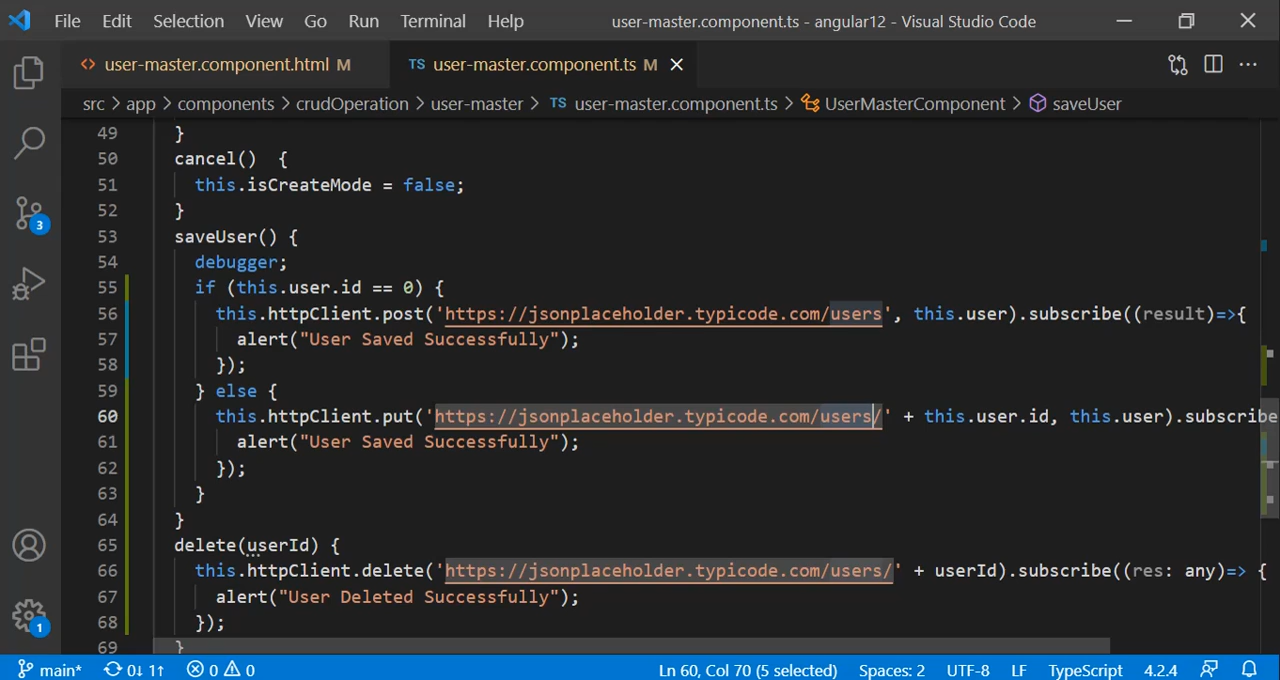 File Edit Selection View Go Run Terminal Help user-master.component.ts - angular12 - Visual Studio Code
<> user-master.component.html M TS user-master.component.ts M
src > app > components > crudOperation > user-master > TS user-master.component.ts > UserMasterComponent > saveUser
49 }
50 cancel()  {
51 this.isCreateMode = false;
52 }
53 saveUser() {
54 debugger;
55 if (this.user.id == 0) {
56 this.httpClient.post('https://jsonplaceholder.typicode.com/users', this.user).subscribe((result)=>{
57 alert("User Saved Successfully");
58 });
59 } else {
60 this.httpClient.put('https://jsonplaceholder.typicode.com/users/' + this.user.id, this.user).subscribe
61 alert("User Saved Successfully");
62 });
63 }
64 }
65 delete(userId) {
66 this.httpClient.delete('https://jsonplaceholder.typicode.com/users/' + userId).subscribe((res: any)=> {
67 alert("User Deleted Successfully");
68 });
69 }
3
1
main* 0↓ 1↑ 0 0 Ln 60, Col 70 (5 selected) Spaces: 2 UTF-8 LF TypeScript 4.2.4